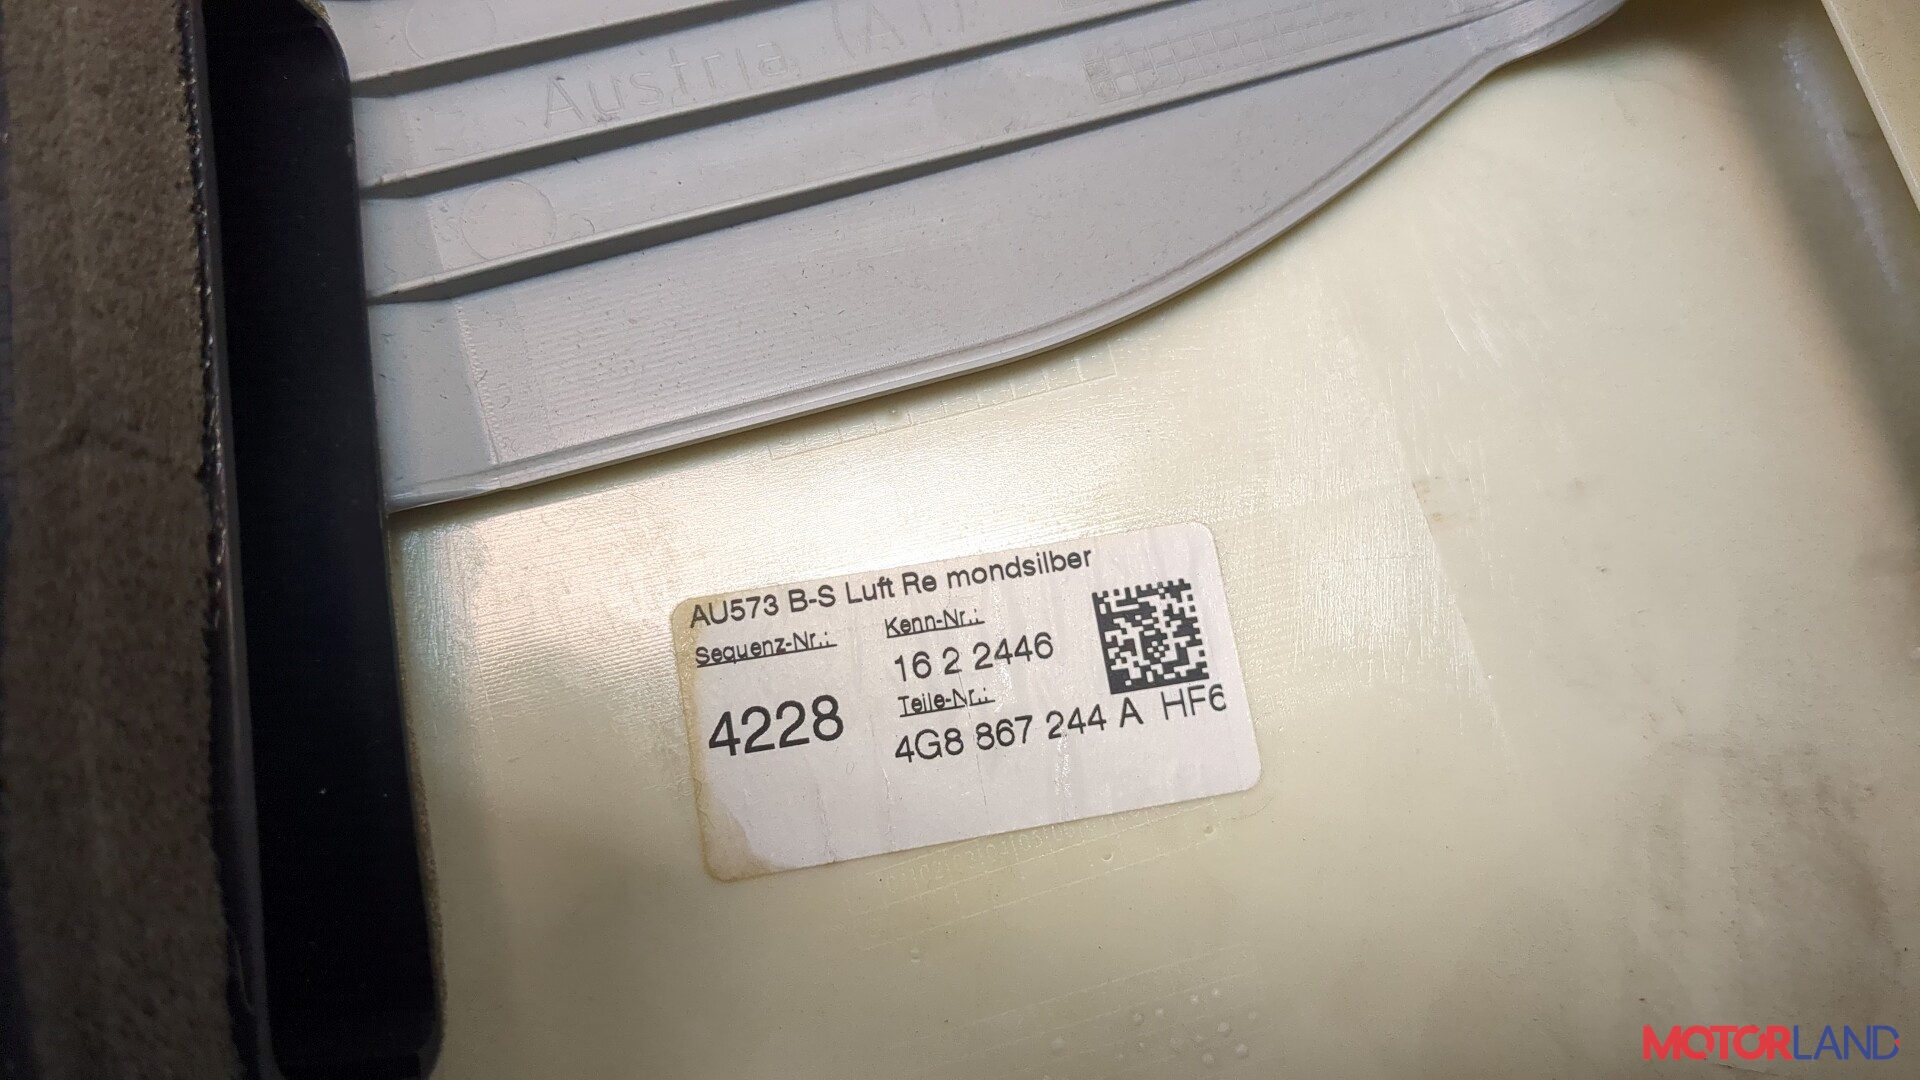 Austria (AT)
AU573 B-S Luft Re mondsilber
Sequenz-Nr.:
Kenn-Nr.:
16 2 2446
4228
Teile-Nr.:
4G8 867 244 A HF6
MOTORLAND